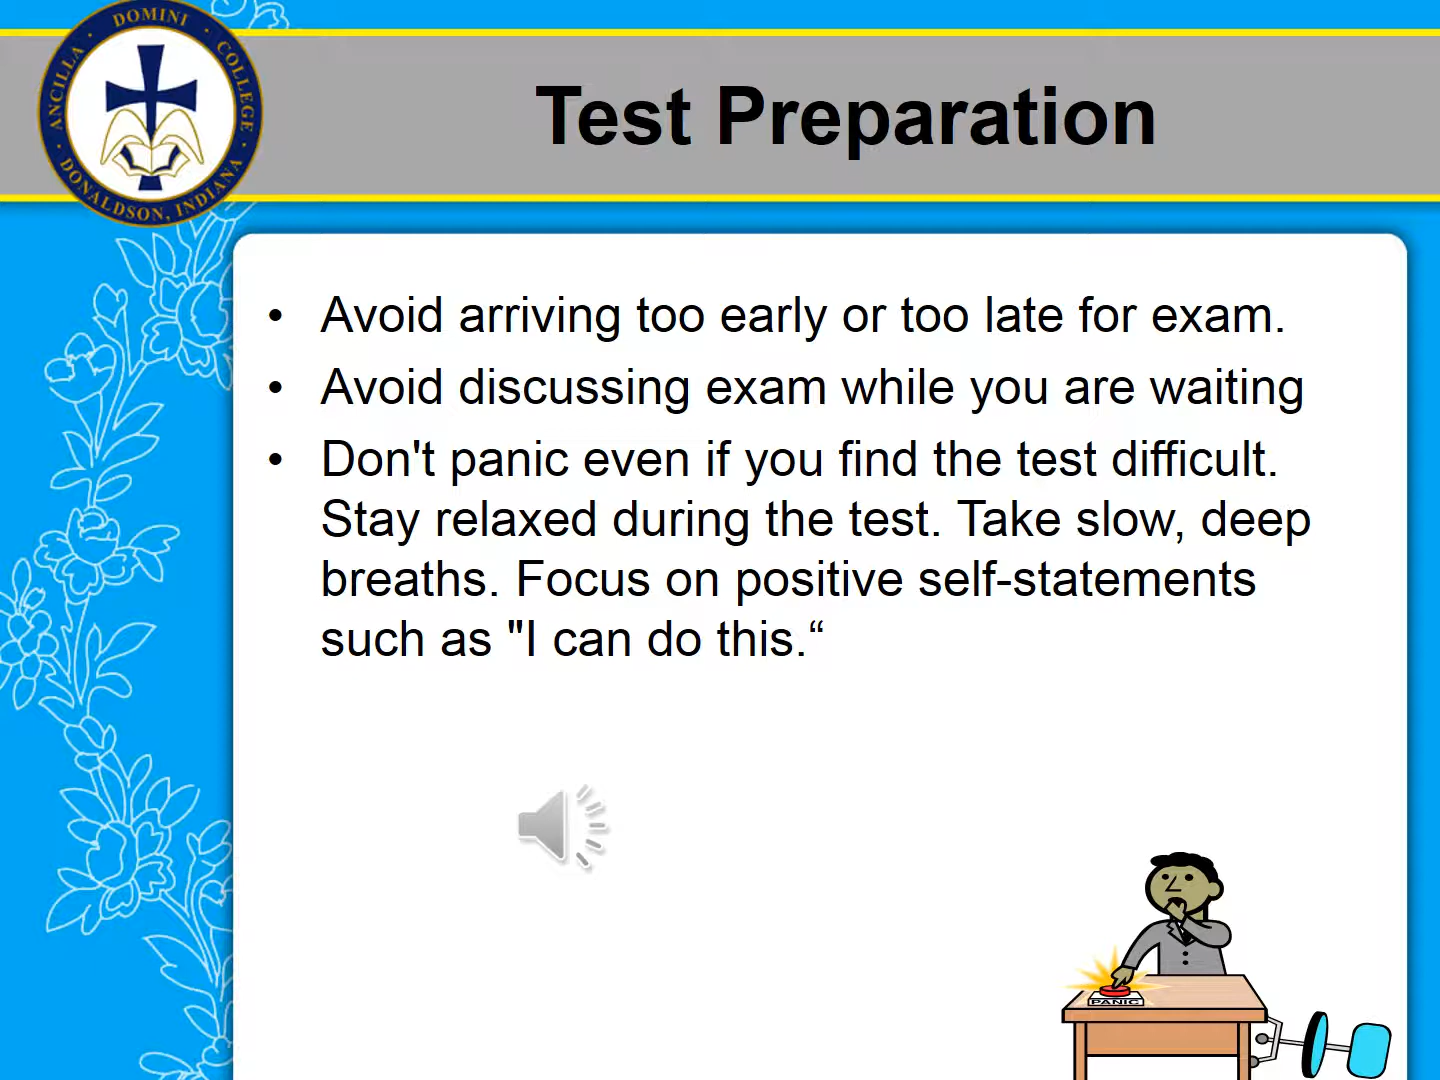 ANCILLA DOMINI COLLEGE
DONALDSON, INDIANA
Test Preparation
• Avoid arriving too early or too late for exam.
• Avoid discussing exam while you are waiting
• Don't panic even if you find the test difficult.
Stay relaxed during the test. Take slow, deep
breaths. Focus on positive self-statements
such as "I can do this.“
PANIC